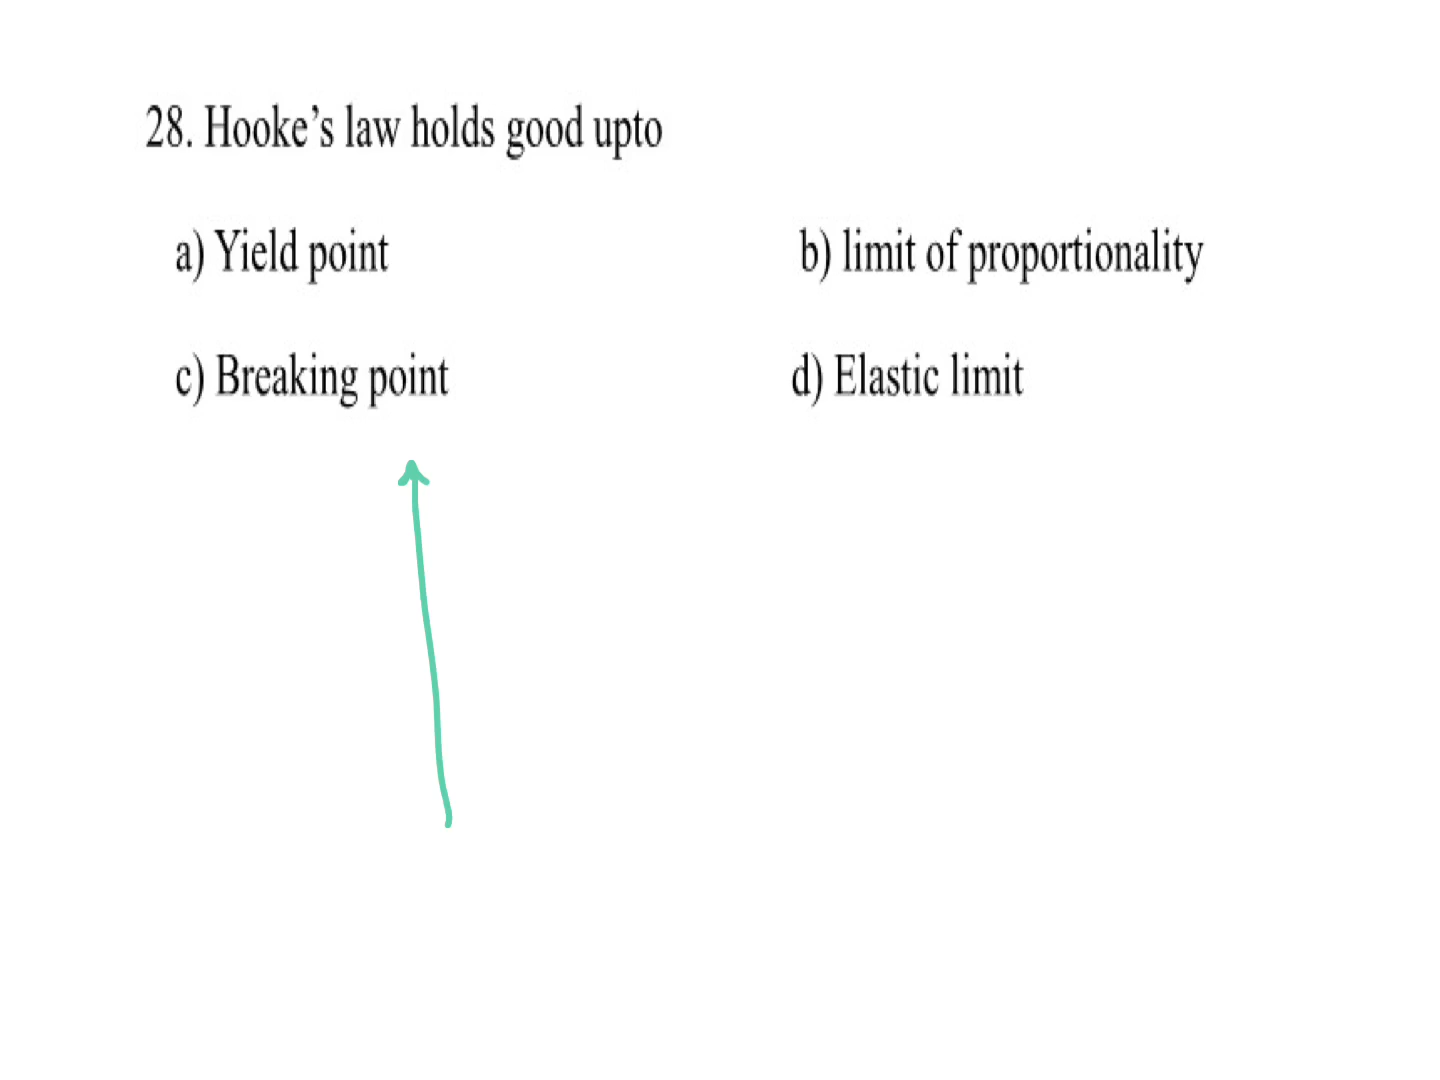 28. Hooke’s law holds good upto
a) Yield point b) limit of proportionality
c) Breaking point d) Elastic limit